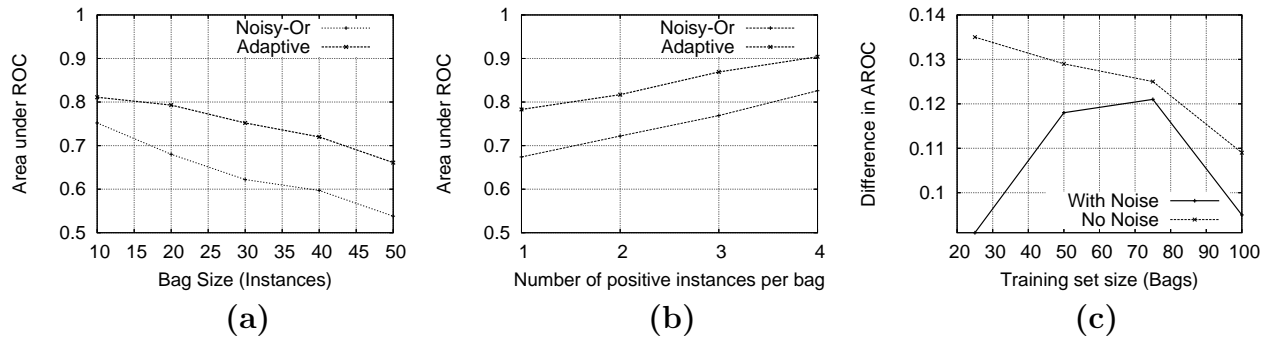 Area under ROC
1
0.9
0.8
0.7
0.6
0.5
Noisy-Or
Adaptive
10 15 20 25 30 35 40 45 50
Bag Size (Instances)
(a)
Area under ROC
1
0.9
0.8
0.7
0.6
0.5
Noisy-Or
Adaptive
1 2 3 4
Number of positive instances per bag
(b)
Difference in AROC
0.14
0.13
0.12
0.11
0.1
With Noise
No Noise
20 30 40 50 60 70 80 90 100
Training set size (Bags)
(c)